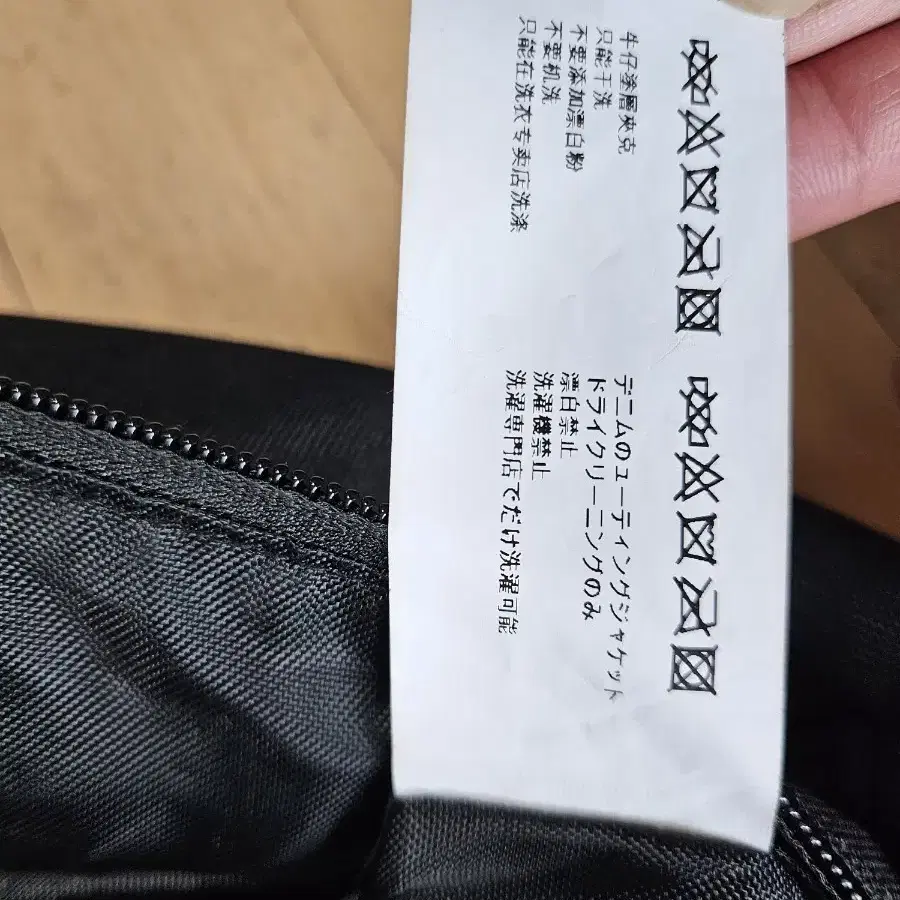 牛仔塗層夾克
只能干洗
不要添加漂白粉
不要机洗
只能在洗衣专卖店洗涤
デニムのューティングジャケット
ドライクリーニングのみ
漂白禁止
洗濯機禁止
洗濯専門店でだけ洗濯可能